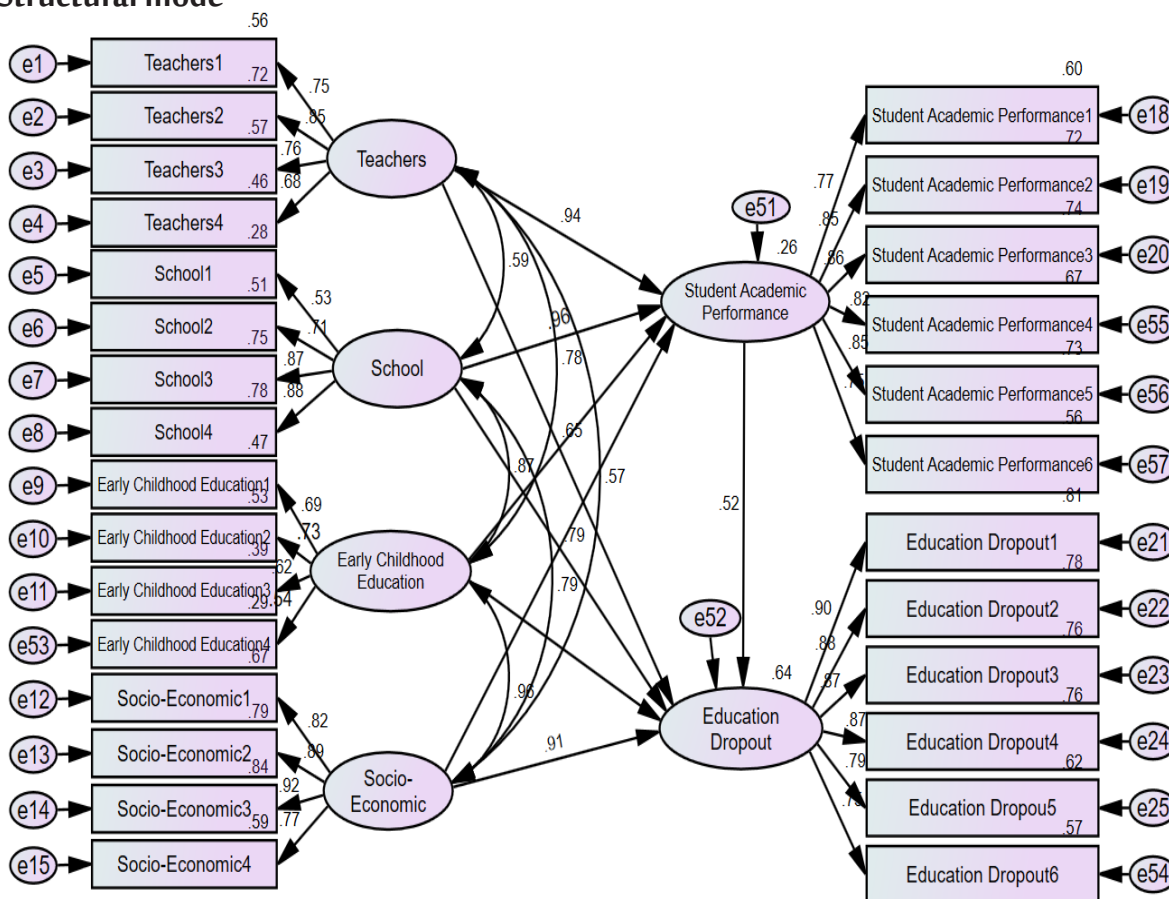 Structural mode
.56
e1
Teachers1
.72
.75
e2
Teachers2
.57
.85
e3
Teachers3
.46
.76
.68
e4
Teachers4
.28
Teachers
e5
School1
.51
.53
e6
School2
.75
.71
e7
School3
.78
.87
.88
e8
School4
.47
School
e9
Early Childhood Education1
.53
.69
e10
Early Childhood Education2
.39
.73
e11
Early Childhood Education3
.29
.62
.54
e53
Early Childhood Education4
.67
Early Childhood
Education
e12
Socio-Economic1
.79
.82
e13
Socio-Economic2
.84
.89
e14
Socio-Economic3
.59
.92
.77
e15
Socio-Economic4
Socio-
Economic
.94
.59
.96
.78
.65
.87
.57
.79
.79
.96
.91
.52
e51
.26
Student Academic
Performance
e52
.64
Education
Dropout
.60
Student Academic Performance1
e18
.72
.77
Student Academic Performance2
e19
.74
.85
Student Academic Performance3
e20
.67
.86
Student Academic Performance4
e55
.73
.82
Student Academic Performance5
e56
.56
.85
Student Academic Performance6
e57
.81
Education Dropout1
e21
.78
.90
Education Dropout2
e22
.76
.88
Education Dropout3
e23
.76
.87
Education Dropout4
e24
.62
.87
Education Dropou5
e25
.57
.79
Education Dropout6
e54